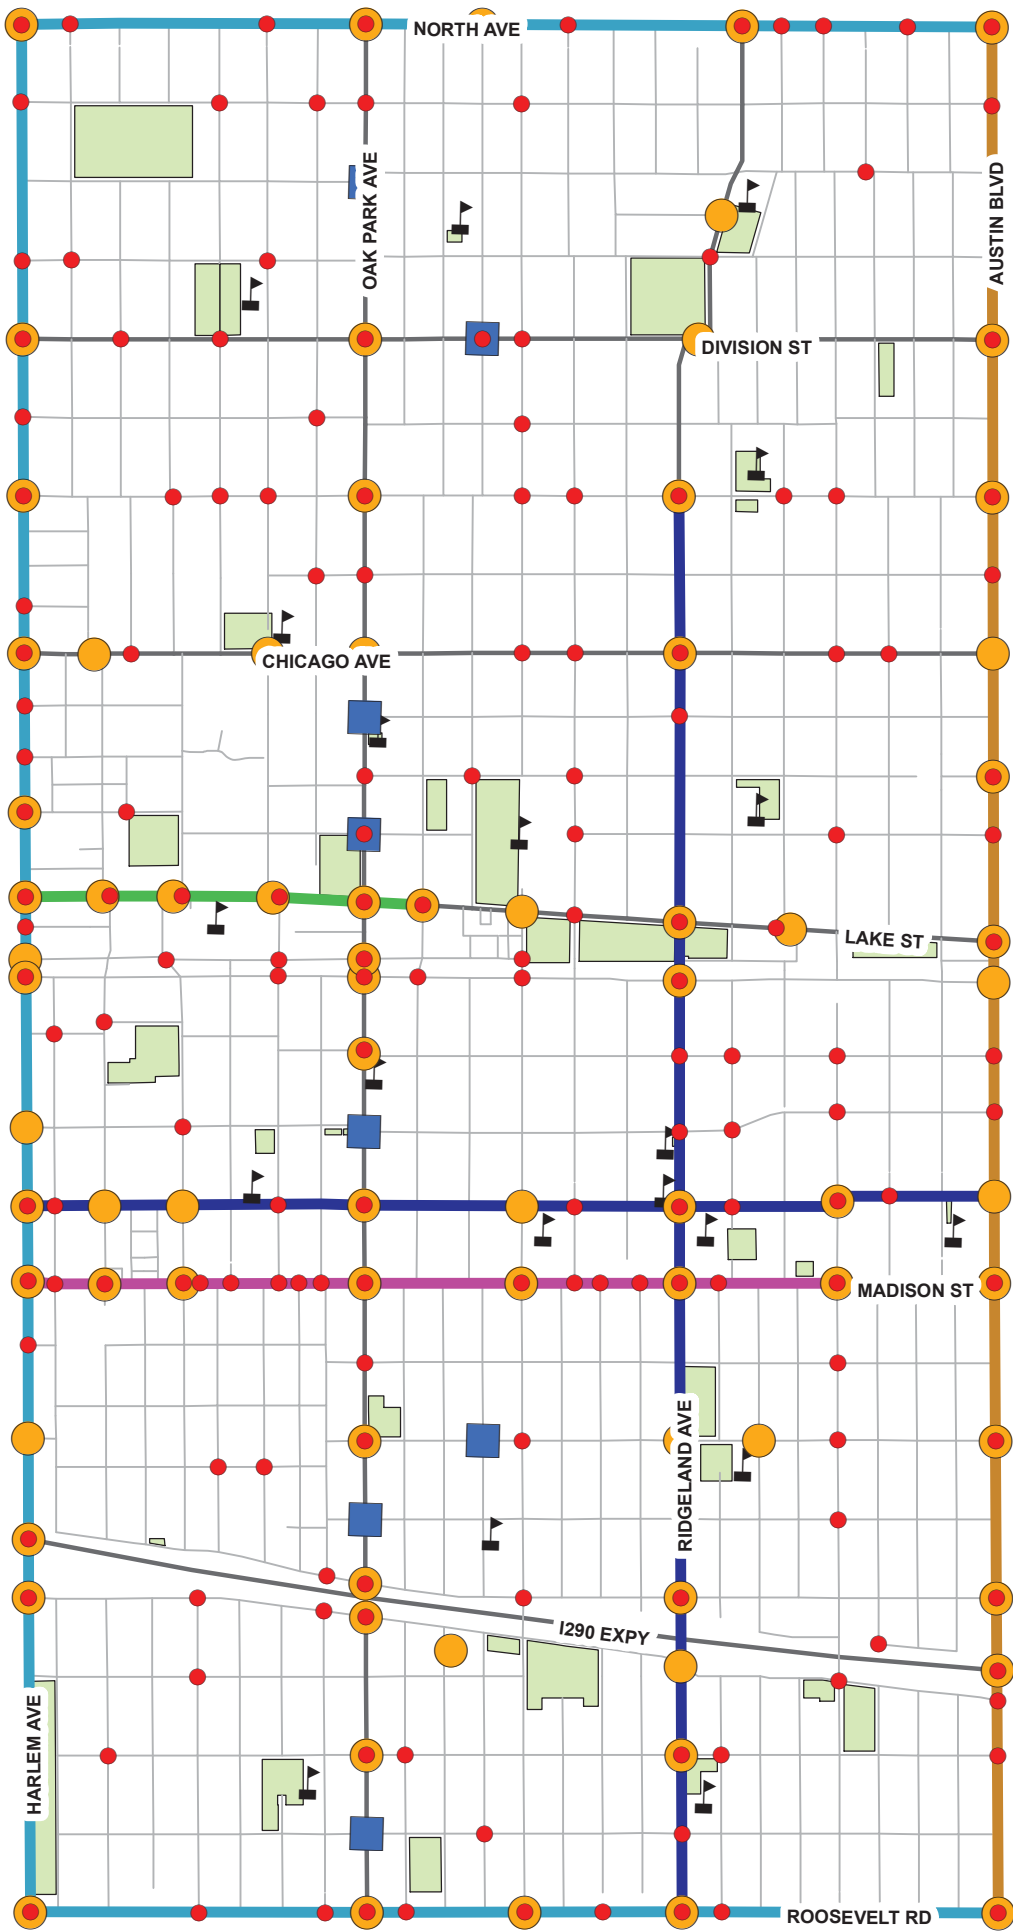 NORTH AVE
OAK PARK AVE
AUSTIN BLVD
DIVISION ST
CHICAGO AVE
LAKE ST
MADISON ST
RIDGELAND AVE
I290 EXPY
HARLEM AVE
ROOSEVELT RD